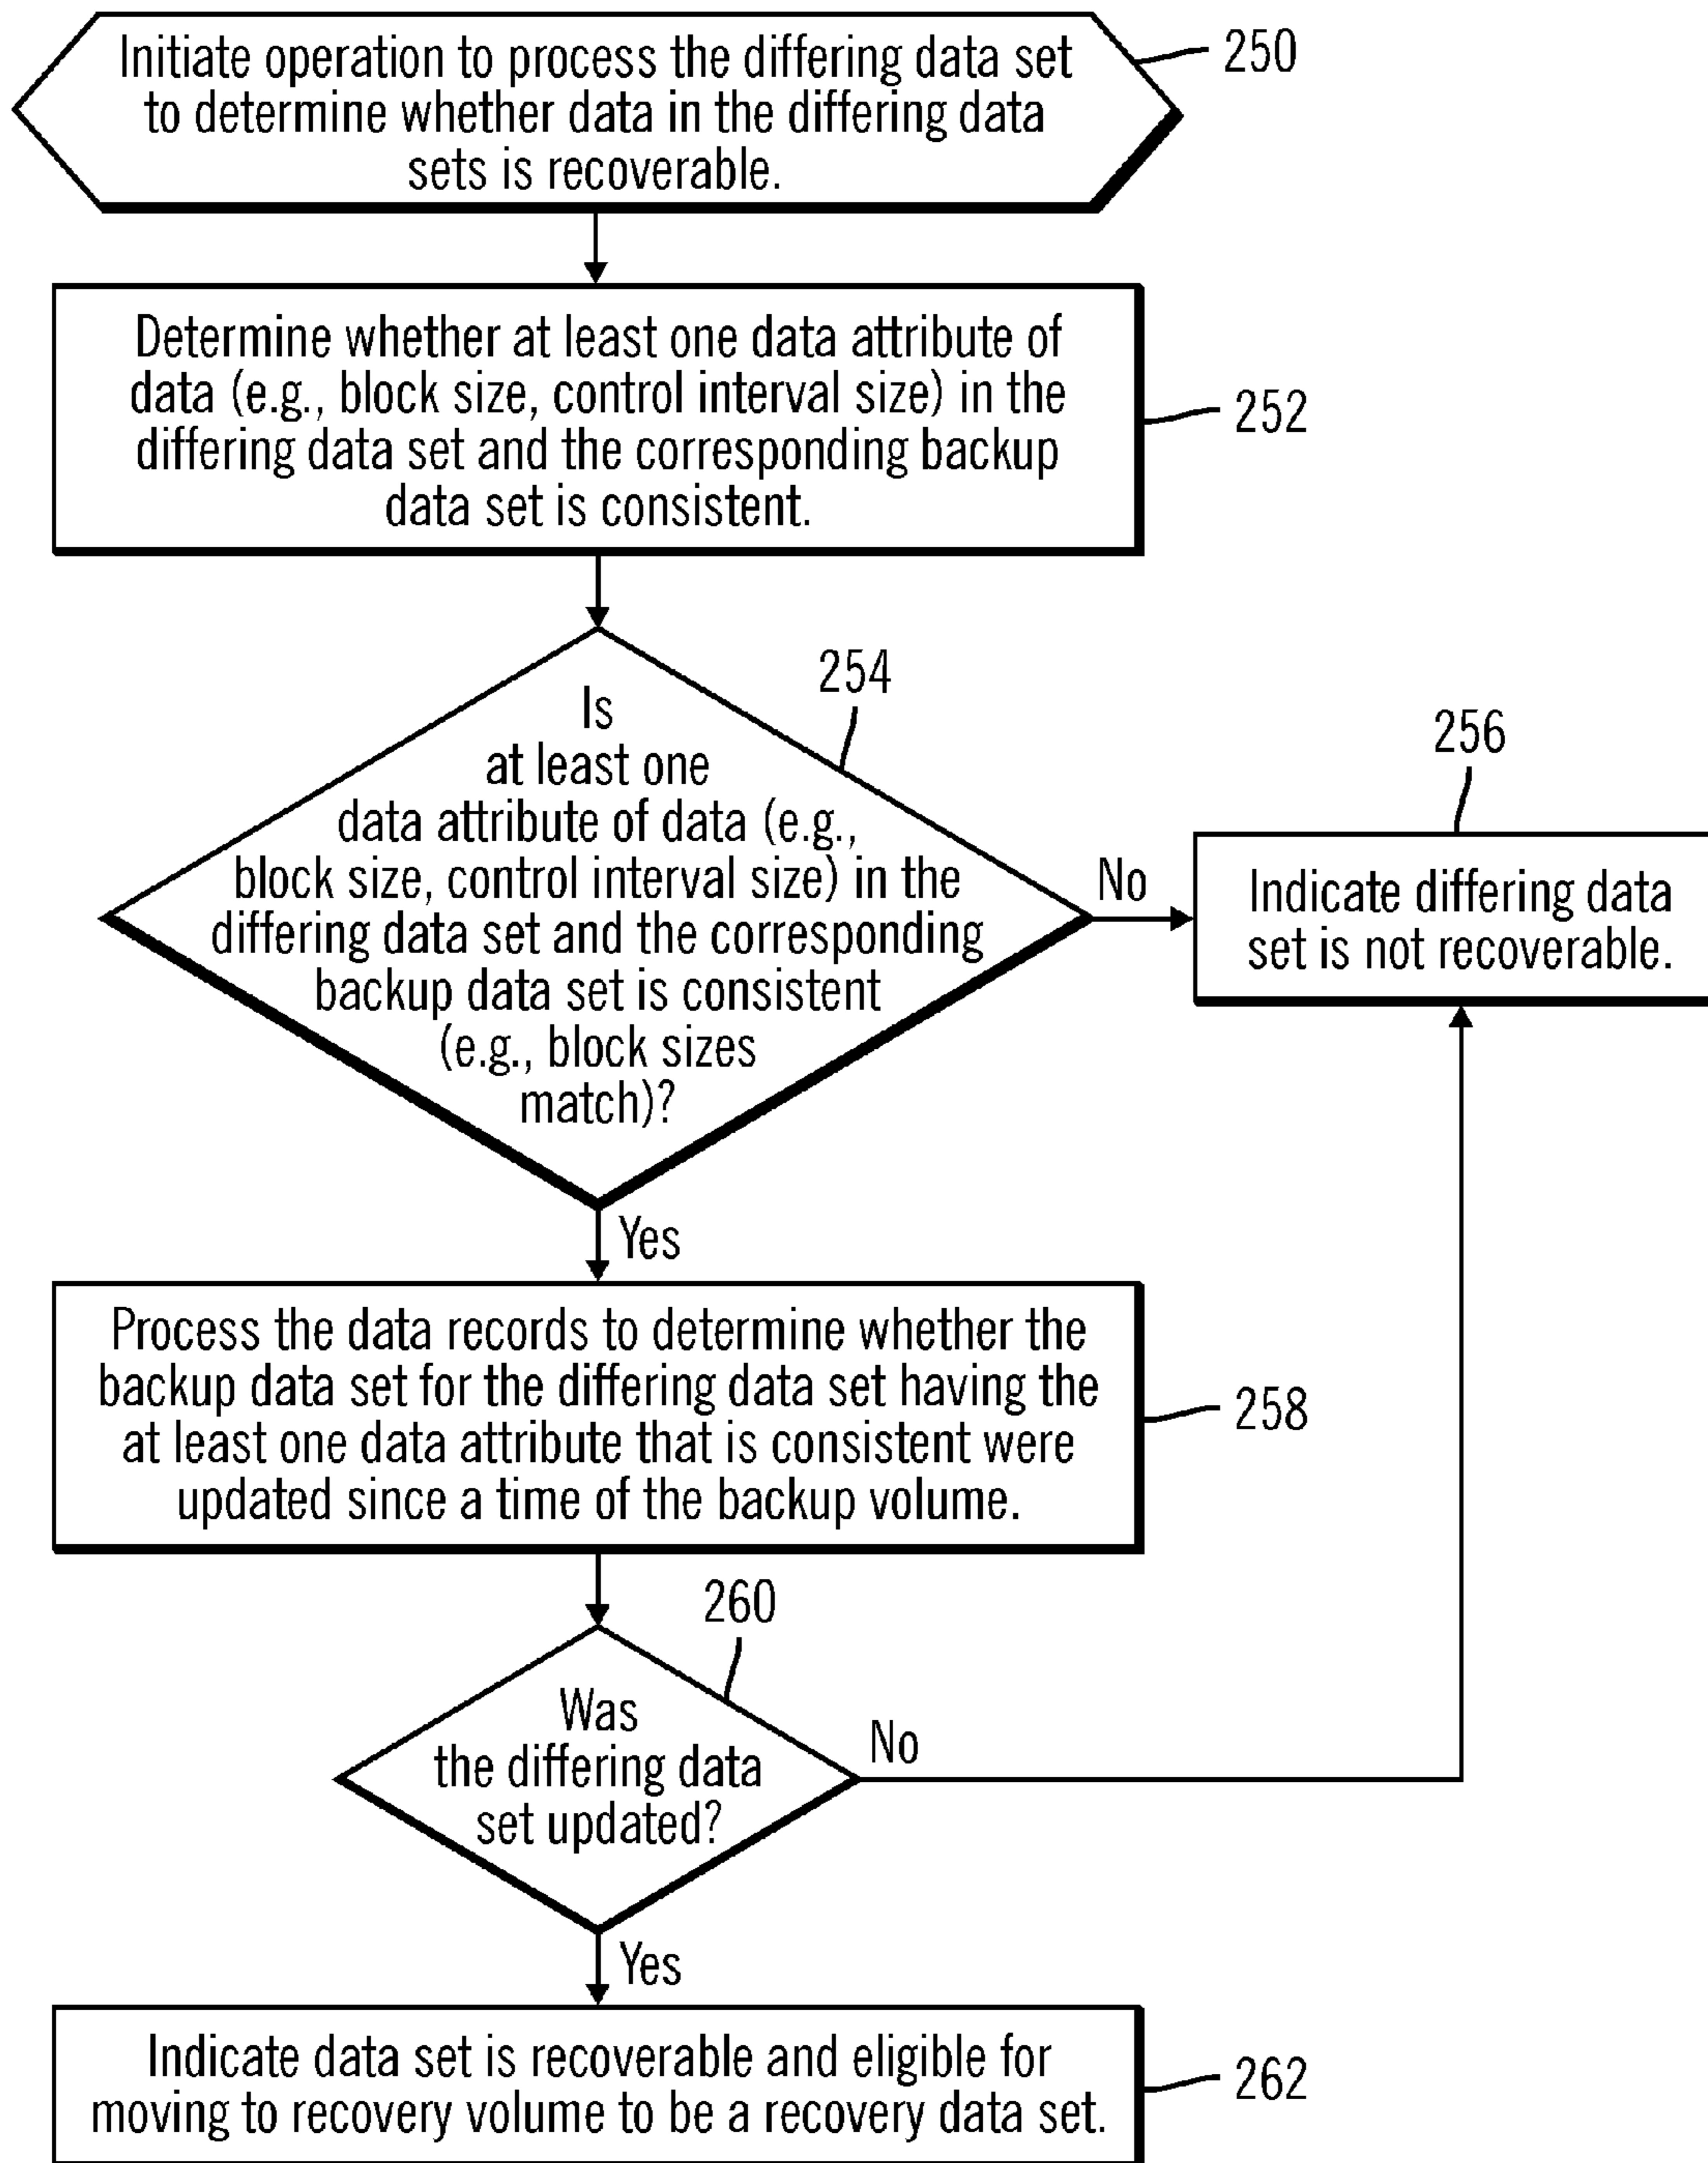 Initiate operation to process the differing data set
to determine whether data in the differing data
sets is recoverable.
250
Determine whether at least one data attribute of
data (e.g., block size, control interval size) in the
differing data set and the corresponding backup
data set is consistent.
252
254
Is
at least one
data attribute of data (e.g.,
block size, control interval size) in the
differing data set and the corresponding
backup data set is consistent
(e.g., block sizes
match)?
No
256
Indicate differing data
set is not recoverable.
Yes
Process the data records to determine whether the
backup data set for the differing data set having the
at least one data attribute that is consistent were
updated since a time of the backup volume.
258
260
Was
the differing data
set updated?
No
Yes
Indicate data set is recoverable and eligible for
moving to recovery volume to be a recovery data set.
262